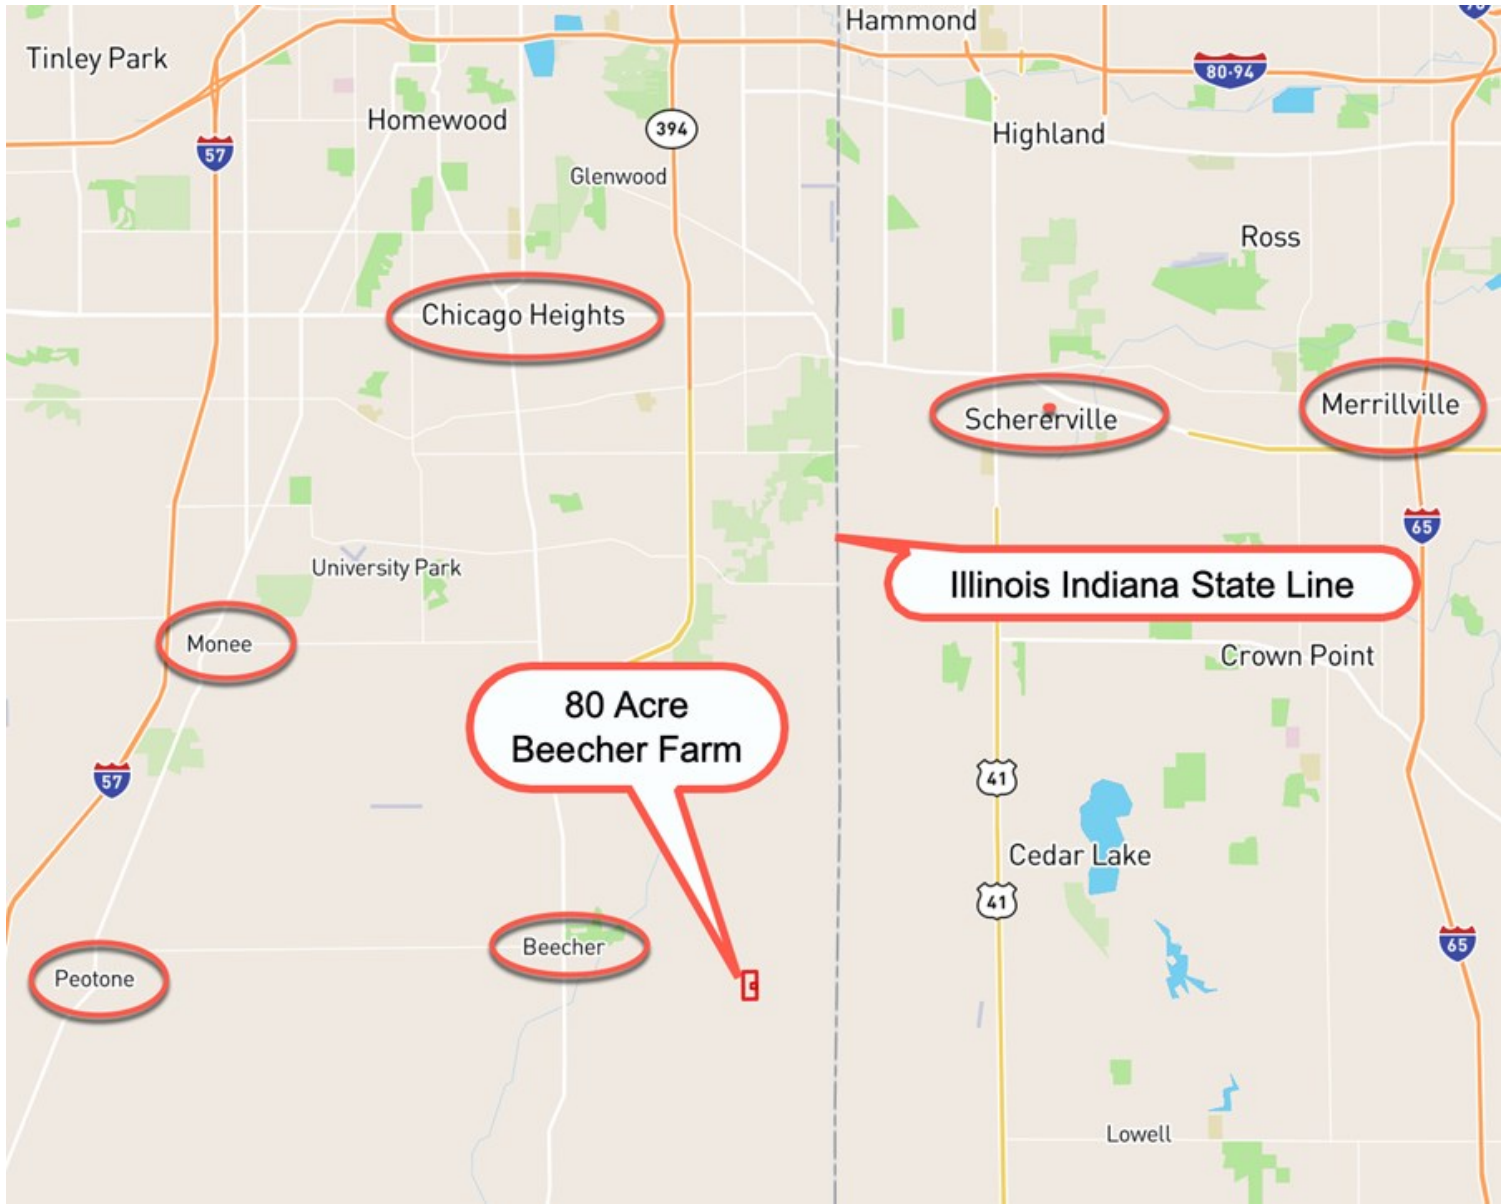 Hammond
90
Tinley Park
80-94
Homewood
394
Highland
57
Glenwood
Ross
Chicago Heights
Merrillville
Schererville
65
University Park
Illinois Indiana State Line
Monee
Crown Point
80 Acre
Beecher Farm
57
41
Cedar Lake
41
Beecher
65
Peotone
Lowell